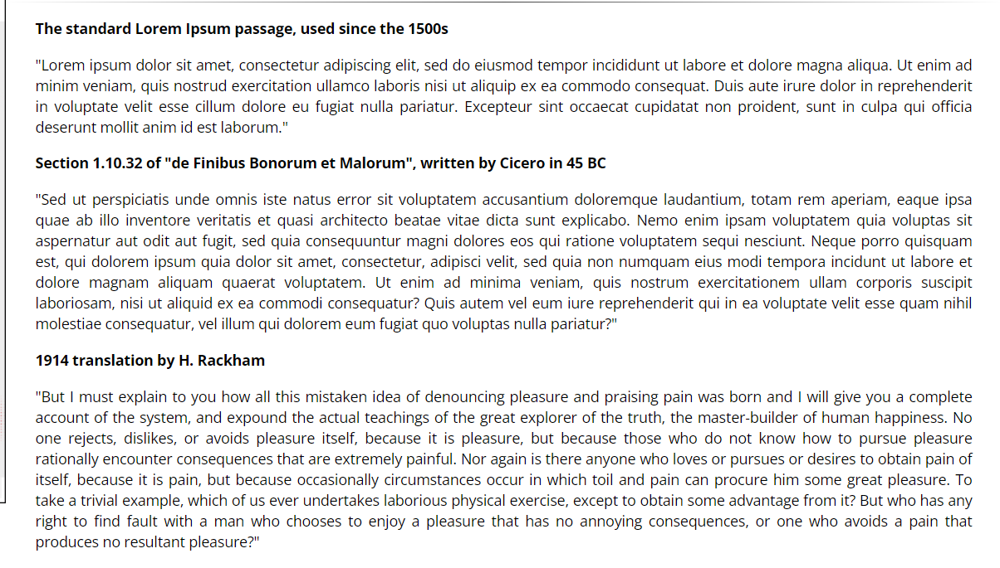 The standard Lorem Ipsum passage, used since the 1500s
"Lorem ipsum dolor sit amet, consectetur adipiscing elit, sed do eiusmod tempor incididunt ut labore et dolore magna aliqua. Ut enim ad
minim veniam, quis nostrud exercitation ullamco laboris nisi ut aliquip ex ea commodo consequat. Duis aute irure dolor in reprehenderit
in voluptate velit esse cillum dolore eu fugiat nulla pariatur. Excepteur sint occaecat cupidatat non proident, sunt in culpa qui officia
deserunt mollit anim id est laborum."
Section 1.10.32 of "de Finibus Bonorum et Malorum", written by Cicero in 45 BC
"Sed ut perspiciatis unde omnis iste natus error sit voluptatem accusantium doloremque laudantium, totam rem aperiam, eaque ipsa
quae ab illo inventore veritatis et quasi architecto beatae vitae dicta sunt explicabo. Nemo enim ipsam voluptatem quia voluptas sit
aspernatur aut odit aut fugit, sed quia consequuntur magni dolores eos qui ratione voluptatem sequi nesciunt. Neque porro quisquam
est, qui dolorem ipsum quia dolor sit amet, consectetur, adipisci velit, sed quia non numquam eius modi tempora incidunt ut labore et
dolore magnam aliquam quaerat voluptatem. Ut enim ad minima veniam, quis nostrum exercitationem ullam corporis suscipit
laboriosam, nisi ut aliquid ex ea commodi consequatur? Quis autem vel eum iure reprehenderit qui in ea voluptate velit esse quam nihil
molestiae consequatur, vel illum qui dolorem eum fugiat quo voluptas nulla pariatur?"
1914 translation by H. Rackham
"But I must explain to you how all this mistaken idea of denouncing pleasure and praising pain was born and I will give you a complete
account of the system, and expound the actual teachings of the great explorer of the truth, the master-builder of human happiness. No
one rejects, dislikes, or avoids pleasure itself, because it is pleasure, but because those who do not know how to pursue pleasure
rationally encounter consequences that are extremely painful. Nor again is there anyone who loves or pursues or desires to obtain pain of
itself, because it is pain, but because occasionally circumstances occur in which toil and pain can procure him some great pleasure. To
take a trivial example, which of us ever undertakes laborious physical exercise, except to obtain some advantage from it? But who has any
right to find fault with a man who chooses to enjoy a pleasure that has no annoying consequences, or one who avoids a pain that
produces no resultant pleasure?"